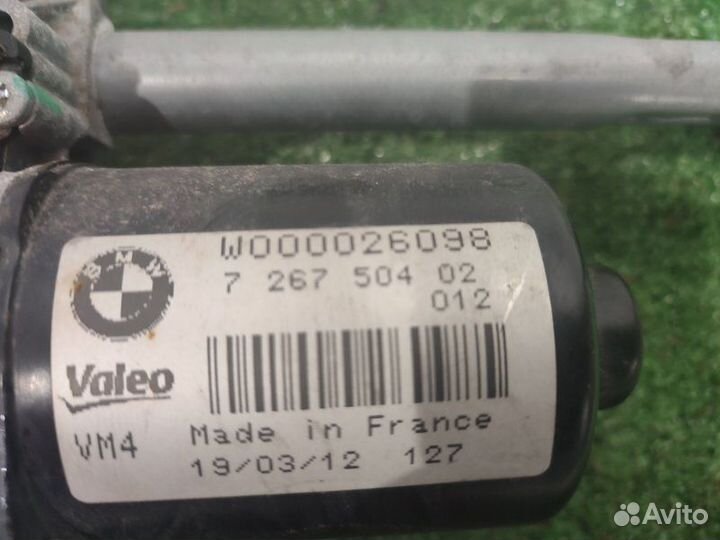 W000026098
7 267 504 02
012
BMW
Valeo
VM4
Made in France
19/03/12 127
Avito